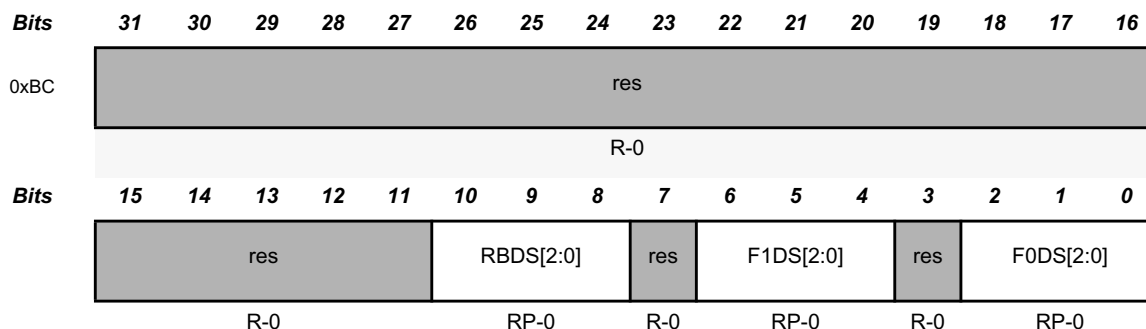 Bits 31 30 29 28 27 26 25 24 23 22 21 20 19 18 17 16
0xBC res
R-0
Bits 15 14 13 12 11 10 9 8 7 6 5 4 3 2 1 0
res RBDS[2:0] res F1DS[2:0] res F0DS[2:0]
R-0 RP-0 R-0 RP-0 R-0 RP-0